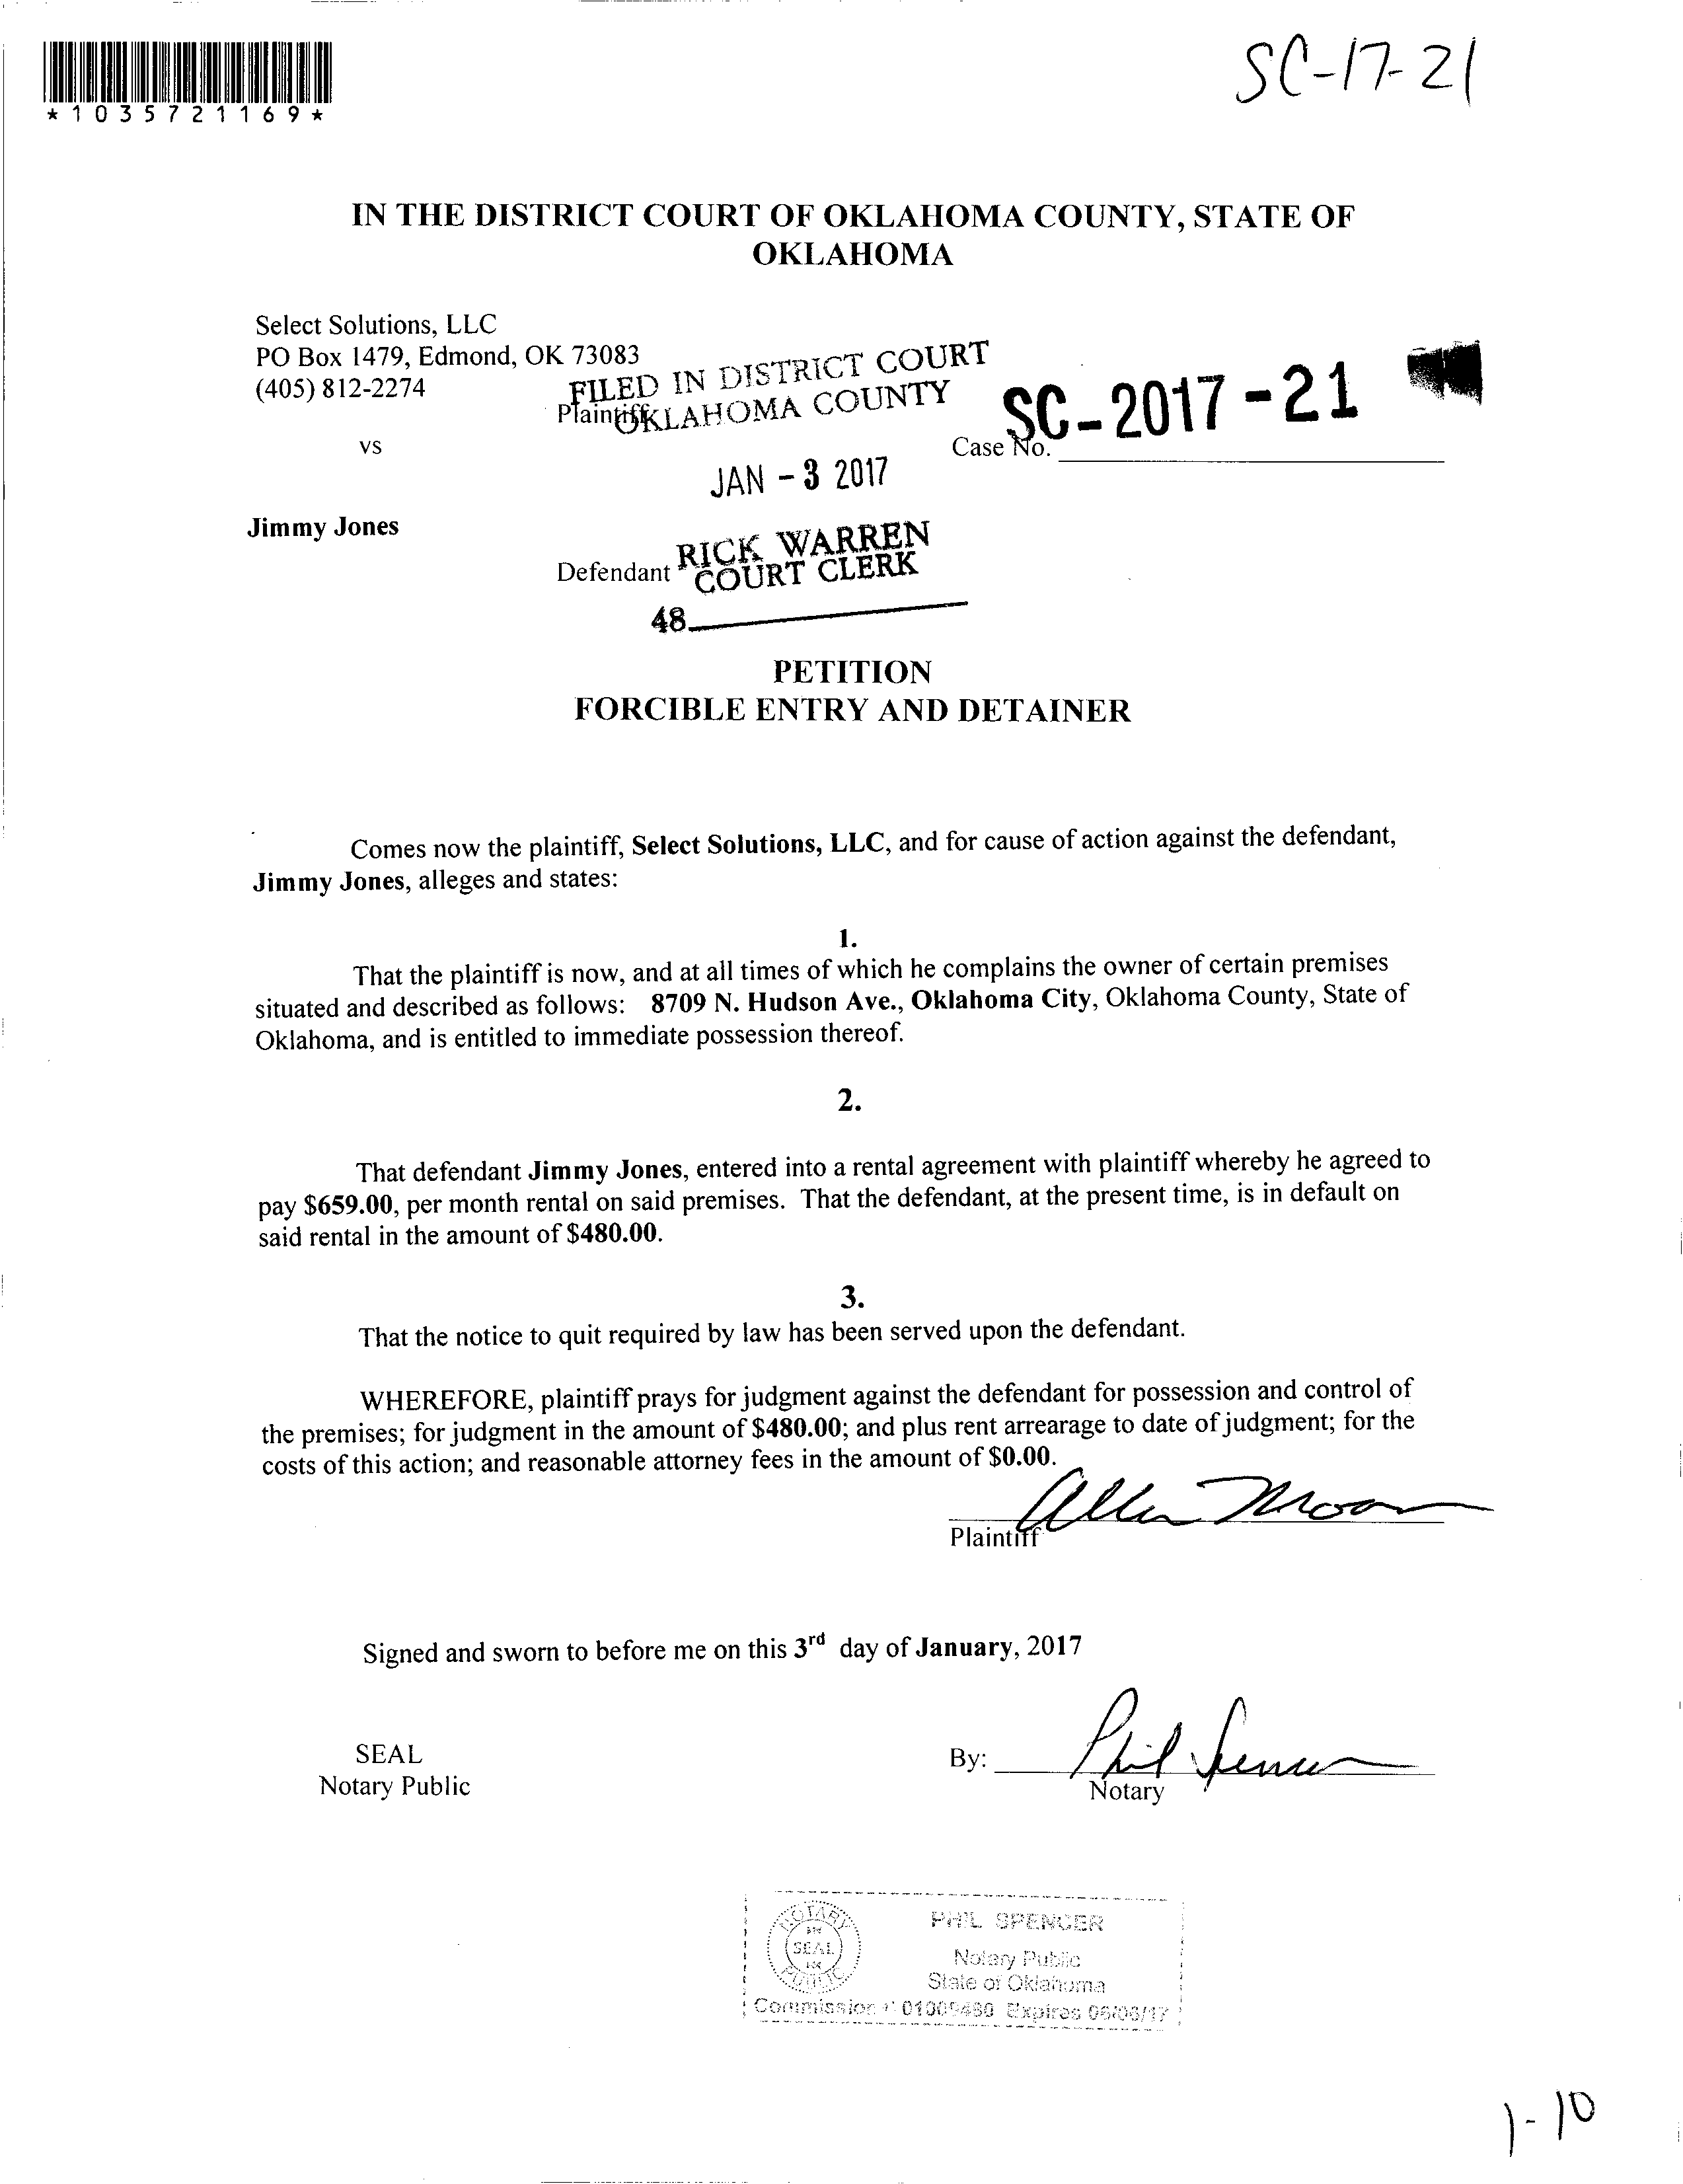 SC-17-21
*1035721169*
IN THE DISTRICT COURT OF OKLAHOMA COUNTY, STATE OF
OKLAHOMA
Select Solutions, LLC
PO Box 1479, Edmond, OK 73083
(405) 812-2274
Plaintiff
FILED IN DISTRICT COURT
OKLAHOMA COUNTY
SC-2017-21
Case No.
vs
JAN - 3 2017
Jimmy Jones
Defendant
RICK WARREN
COURT CLERK
48
PETITION
FORCIBLE ENTRY AND DETAINER
Comes now the plaintiff, Select Solutions, LLC, and for cause of action against the defendant,
Jimmy Jones, alleges and states:
1.
That the plaintiff is now, and at all times of which he complains the owner of certain premises
situated and described as follows: 8709 N. Hudson Ave., Oklahoma City, Oklahoma County, State of
Oklahoma, and is entitled to immediate possession thereof.
2.
That defendant Jimmy Jones, entered into a rental agreement with plaintiff whereby he agreed to
pay $659.00, per month rental on said premises. That the defendant, at the present time, is in default on
said rental in the amount of $480.00.
3.
That the notice to quit required by law has been served upon the defendant.
WHEREFORE, plaintiff prays for judgment against the defendant for possession and control of
the premises; for judgment in the amount of $480.00; and plus rent arrearage to date of judgment; for the
costs of this action; and reasonable attorney fees in the amount of $0.00.
Allen Moon
Plaintiff
Signed and sworn to before me on this 3rd day of January, 2017
SEAL
Notary Public
By: Phil Spencer
Notary
NOTARY
SEAL
PUBLIC
PHIL SPENCER
Notary Public
State of Oklahoma
Commission # Expires
1-10